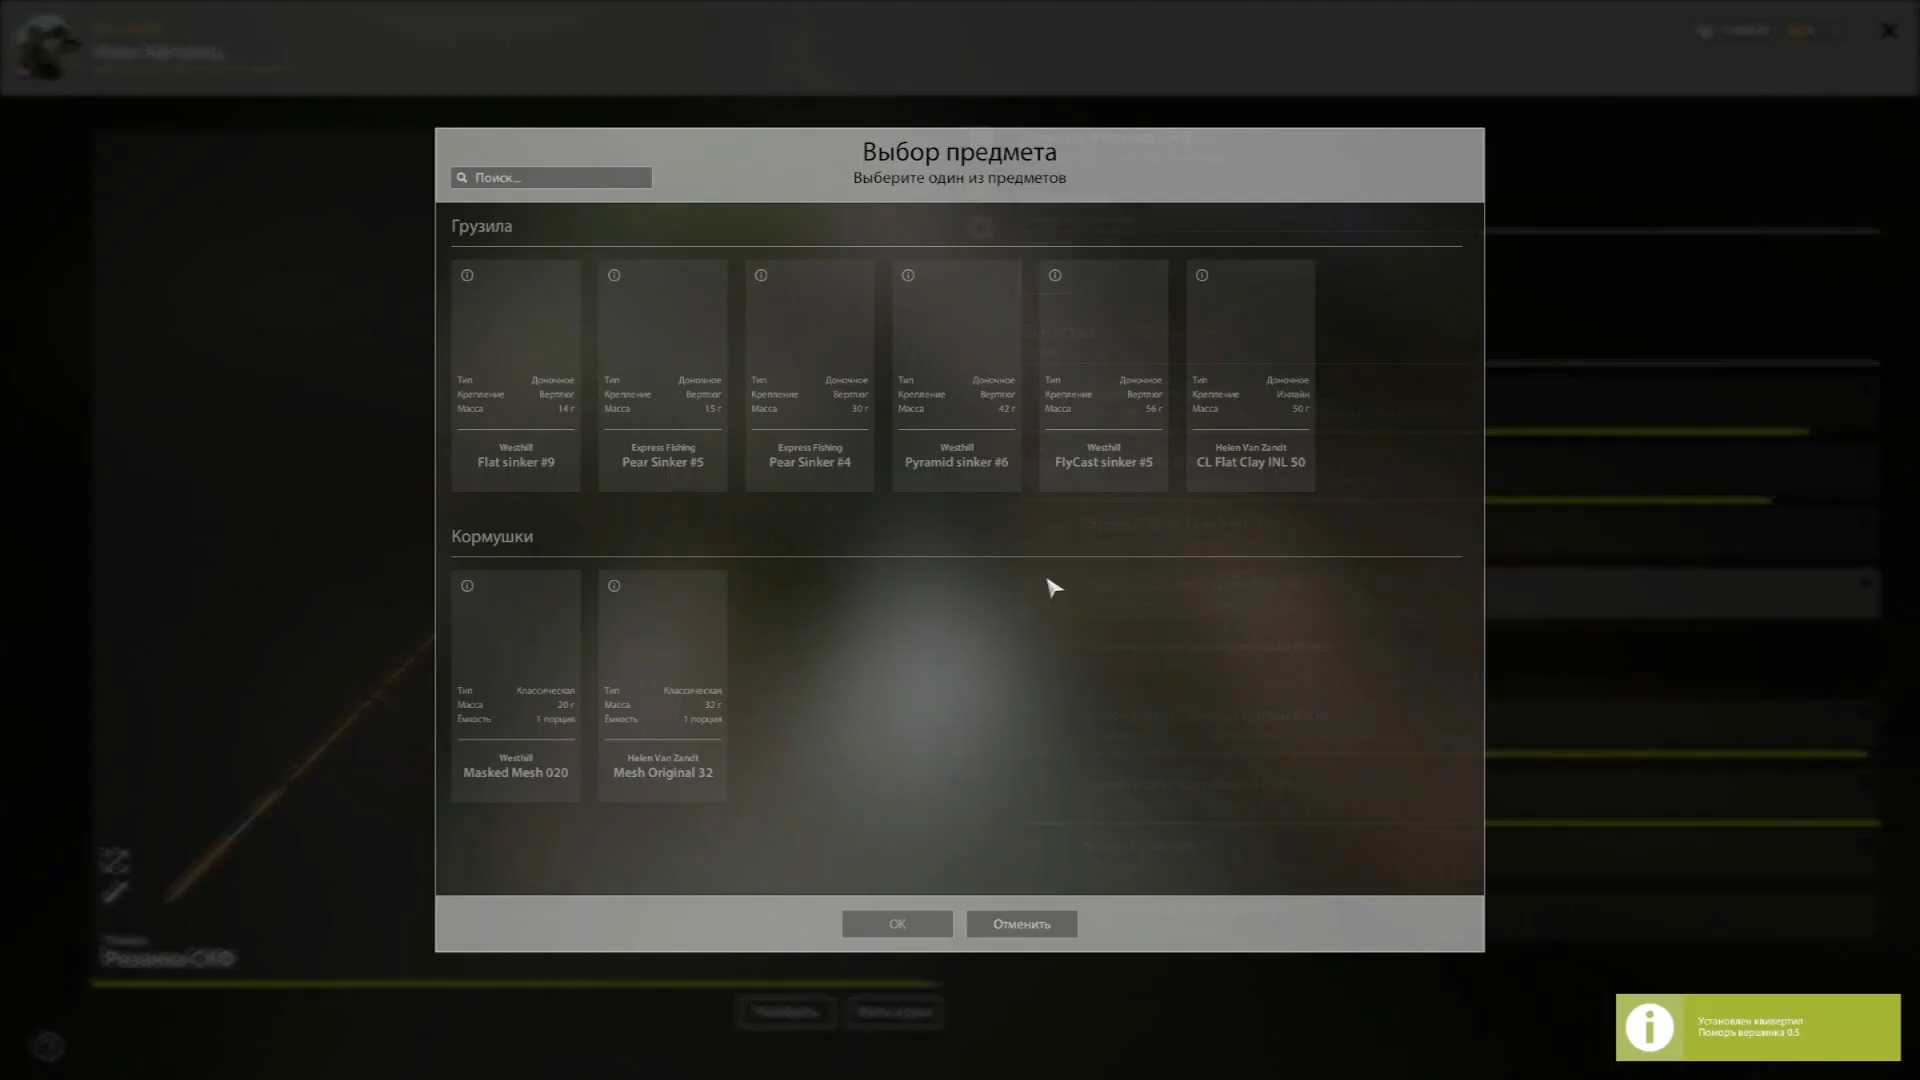 Выбор предмета
Поиск...
Выберите один из предметов
Грузила
Тип Доночное
Крепление Вертлюг
Масса 14 г
Westhill
Flat sinker #9
Тип Доночное
Крепление Вертлюг
Масса 15 г
Express Fishing
Pear Sinker #5
Тип Доночное
Крепление Вертлюг
Масса 30 г
Express Fishing
Pear Sinker #4
Тип Доночное
Крепление Вертлюг
Масса 42 г
Westhill
Pyramid sinker #6
Тип Доночное
Крепление Вертлюг
Масса 56 г
Westhill
FlyCast sinker #5
Тип Доночное
Крепление Инлайн
Масса 50 г
Helen Van Zandt
CL Flat Clay INL 50
Кормушки
Тип Классическая
Масса 20 г
Ёмкость 1 порция
Westhill
Masked Mesh 020
Тип Классическая
Масса 32 г
Ёмкость 1 порция
Helen Van Zandt
Mesh Original 32
OK
Отменить
Установлен квивертип
Поморъ вершинка 0.5